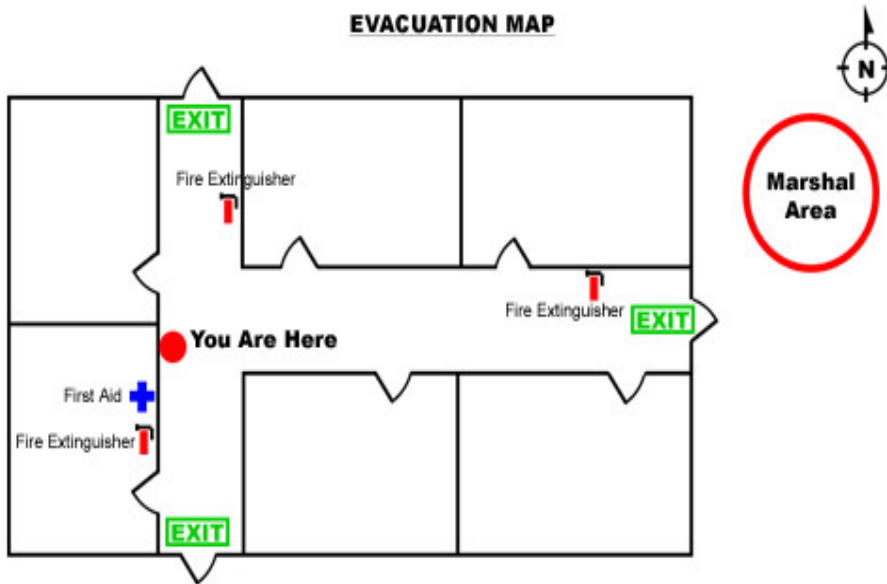 EVACUATION MAP
N
EXIT
Fire Extinguisher
Marshal
Area
Fire Extinguisher
EXIT
You Are Here
First Aid
Fire Extinguisher
EXIT